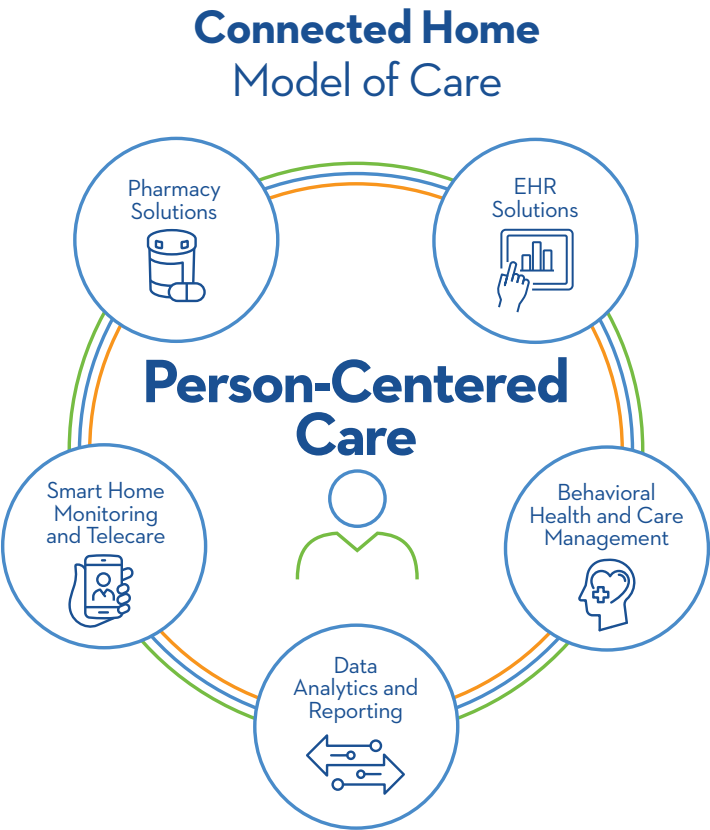 Connected Home
Model of Care
Pharmacy
Solutions
EHR
Solutions
Person-Centered
Care
Smart Home
Monitoring
and Telecare
Behavioral
Health and Care
Management
Data
Analytics and
Reporting